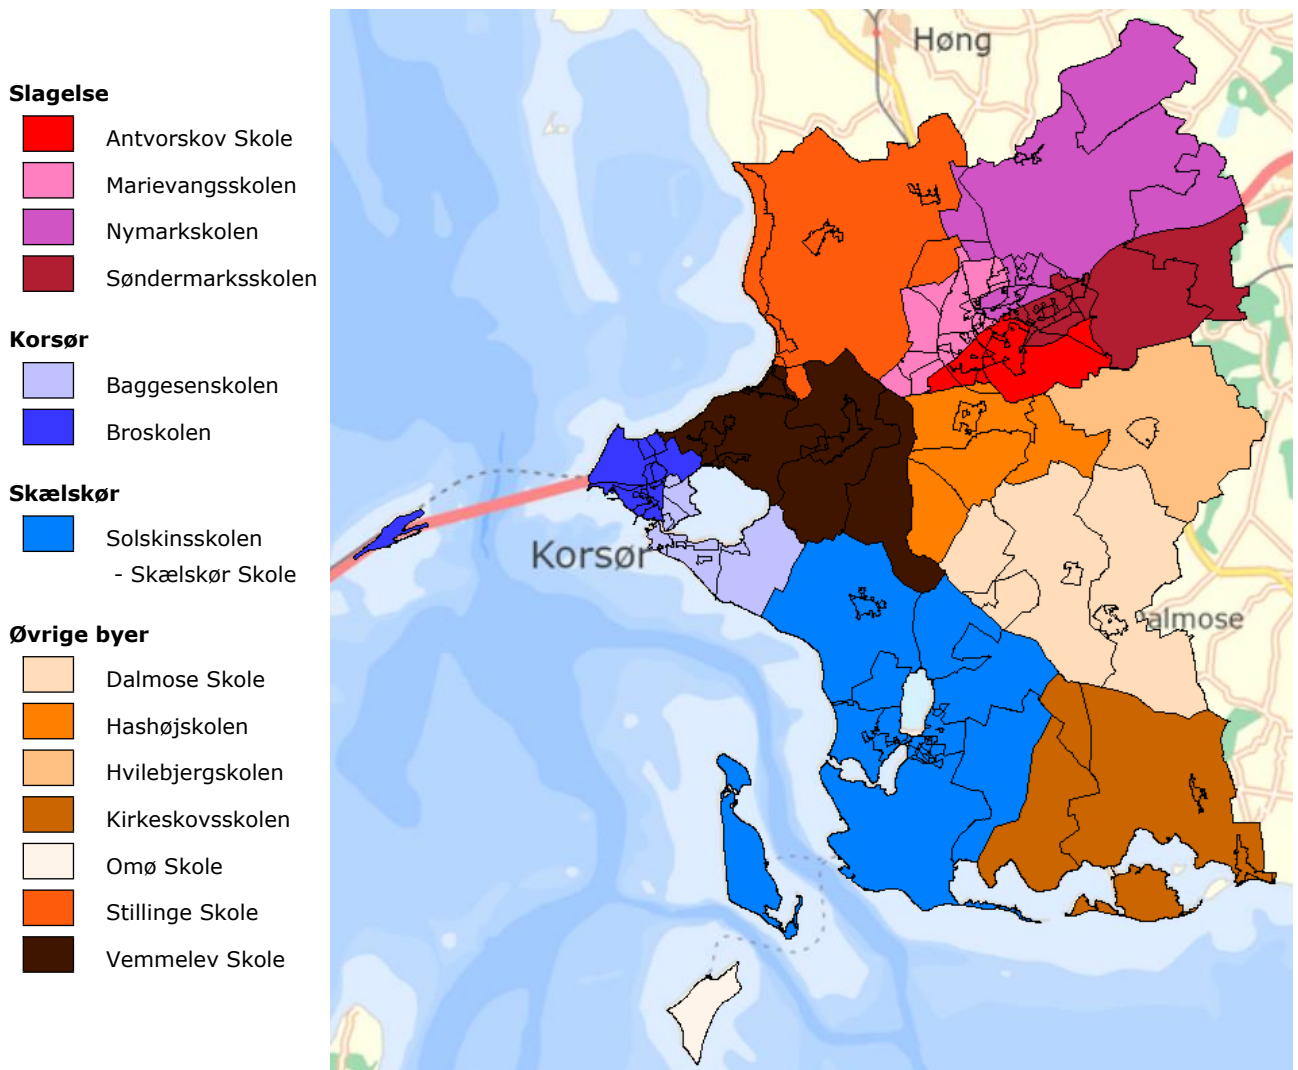 Slagelse
Antvorskov Skole
Marievangsskolen
Nymarkskolen
Søndermarksskolen
Korsør
Baggesenskolen
Broskolen
Skælskør
Solskinsskolen
- Skælskør Skole
Øvrige byer
Dalmose Skole
Hashøjskolen
Hvilebjergskolen
Kirkeskovsskolen
Omø Skole
Stillinge Skole
Vemmelev Skole
Høng
Korsør
almose